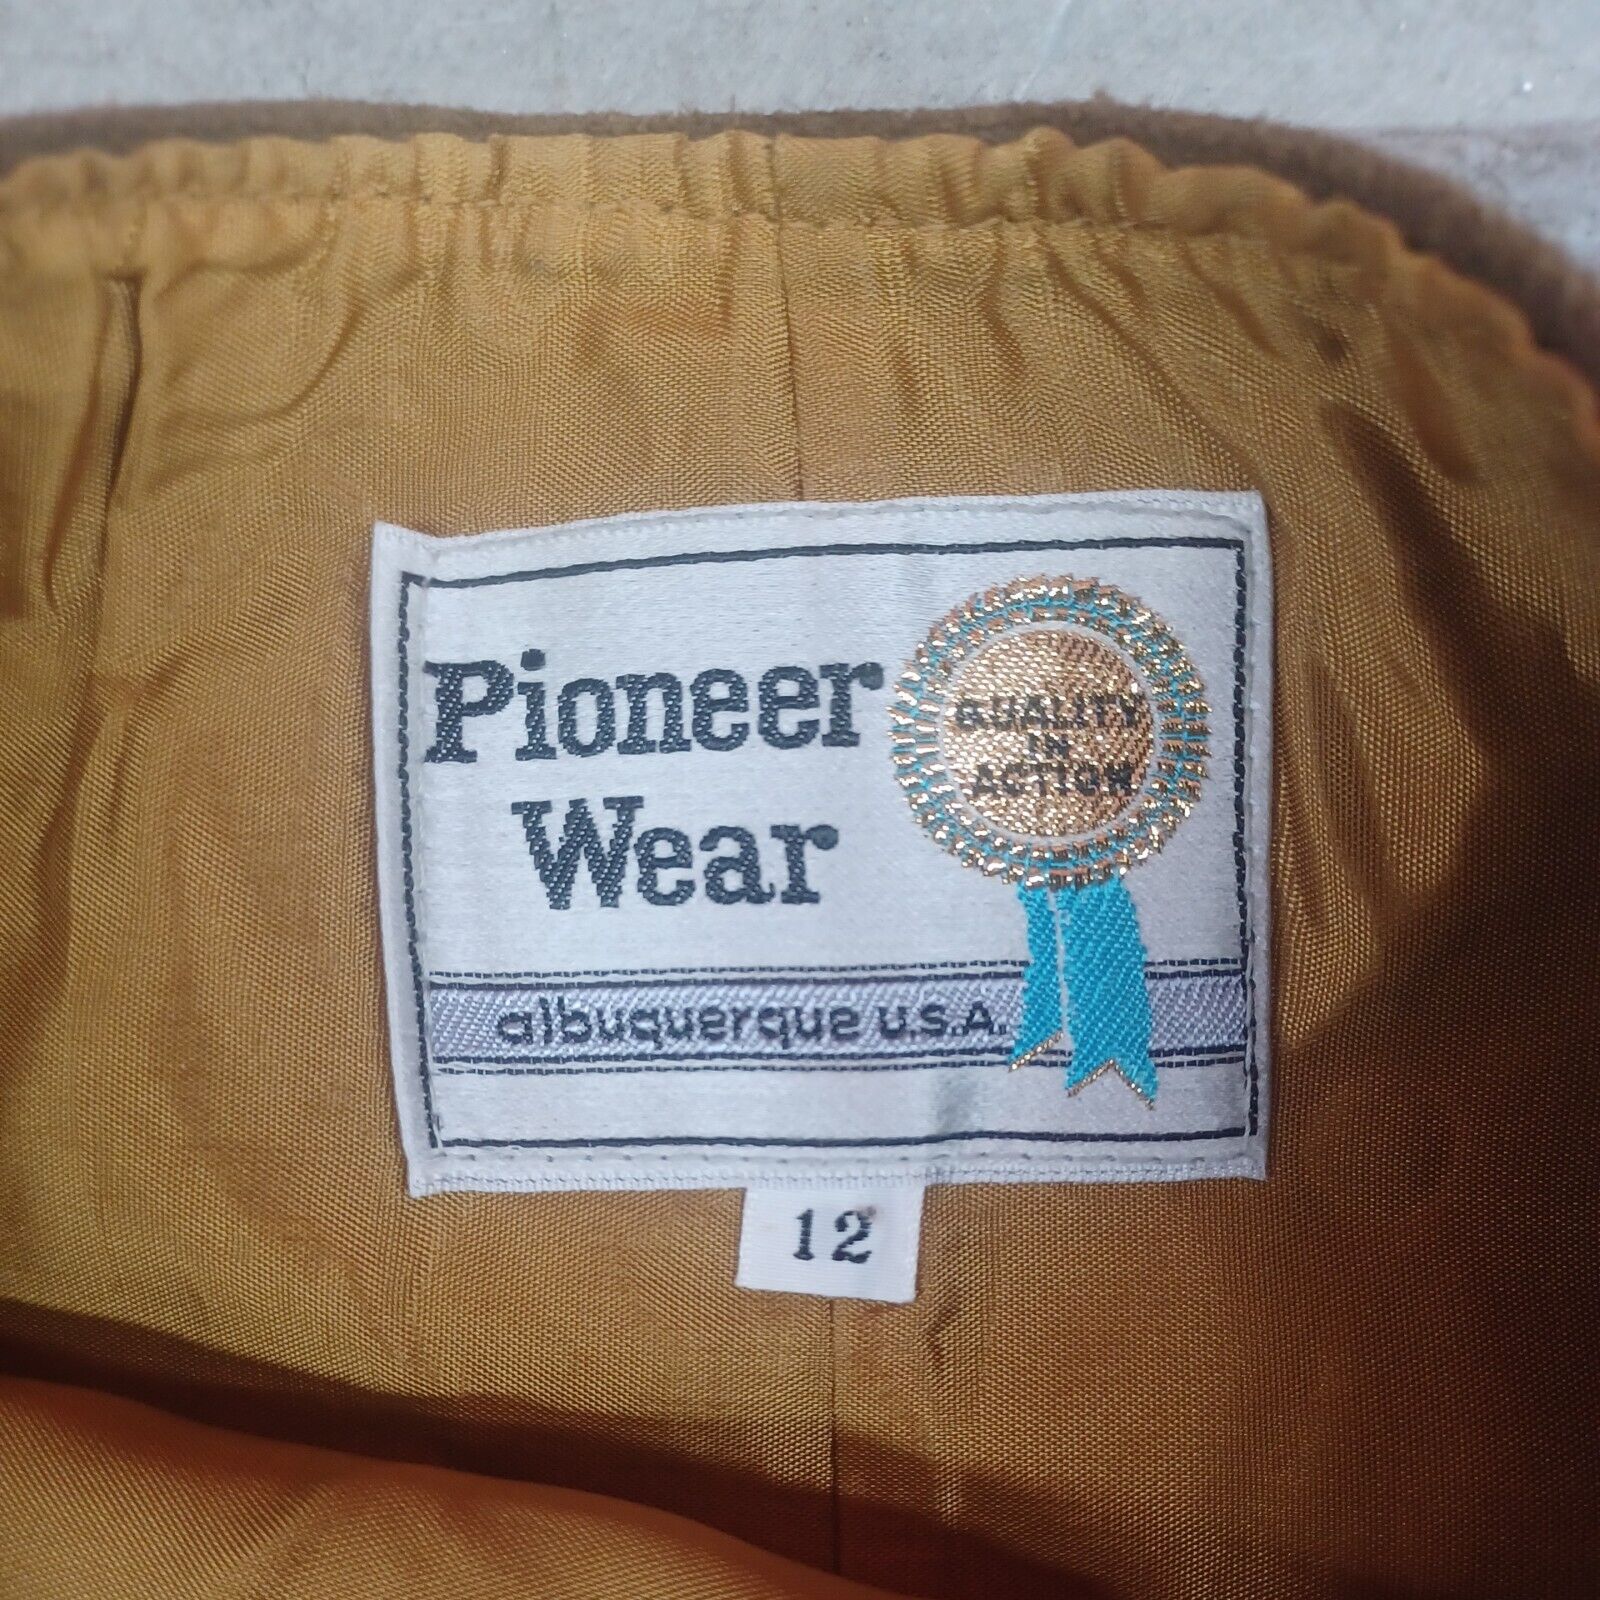 Pioneer
Wear
QUALITY
IN
ACTION
albuquerque U.S.A.
12